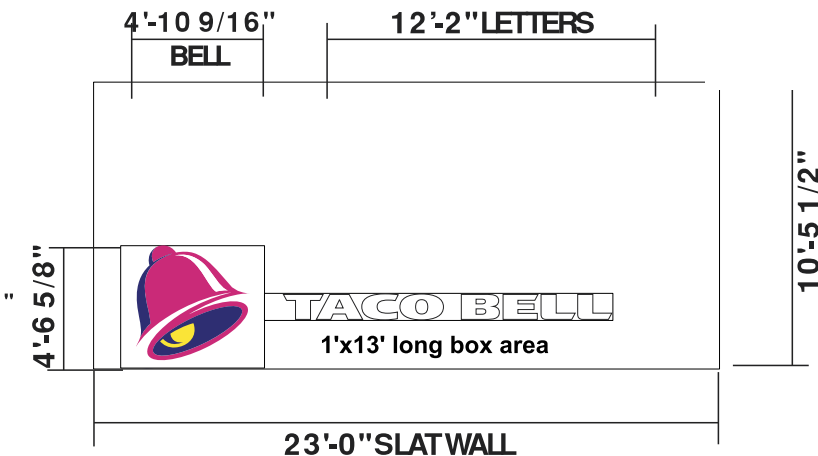 4'-10 9/16"
BELL
12'-2" LETTERS
"
4'-6 5/8"
10'-5 1/2"
TACO BELL
1'x13' long box area
23'-0" SLAT WALL